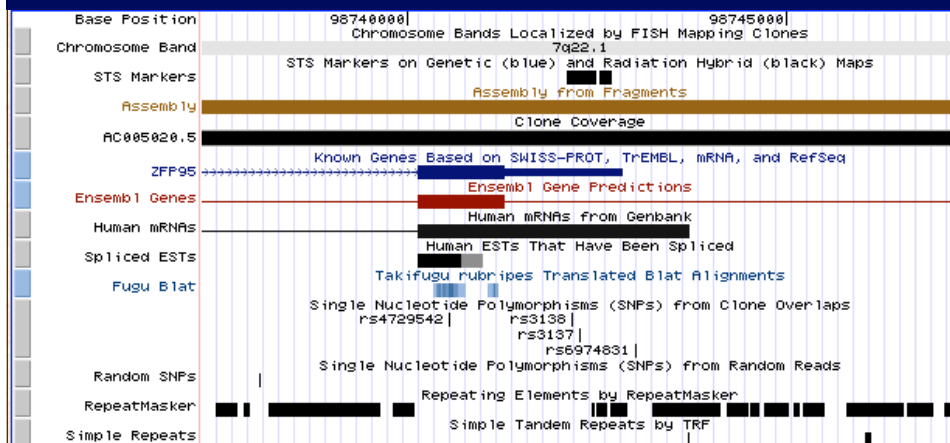 Base Position 98740000| 98745000|
Chromosome Bands Localized by FISH Mapping Clones
Chromosome Band 7q22.1
STS Markers on Genetic (blue) and Radiation Hybrid (black) Maps
STS Markers
Assembly from Fragments
Assembly
Clone Coverage
AC005020.5
Known Genes Based on SWISS-PROT, TrEMBL, mRNA, and RefSeq
ZFP95
Ensembl Gene Predictions
Ensembl Genes
Human mRNAs from Genbank
Human mRNAs
Human ESTs That Have Been Spliced
Spliced ESTs
Takifugu rubripes Translated Blat Alignments
Fugu Blat
Single Nucleotide Polymorphisms (SNPs) from Clone Overlaps
rs4729542 rs3138
rs3137
rs6974831
Single Nucleotide Polymorphisms (SNPs) from Random Reads
Random SNPs
Repeating Elements by RepeatMasker
RepeatMasker
Simple Tandem Repeats by TRF
Simple Repeats